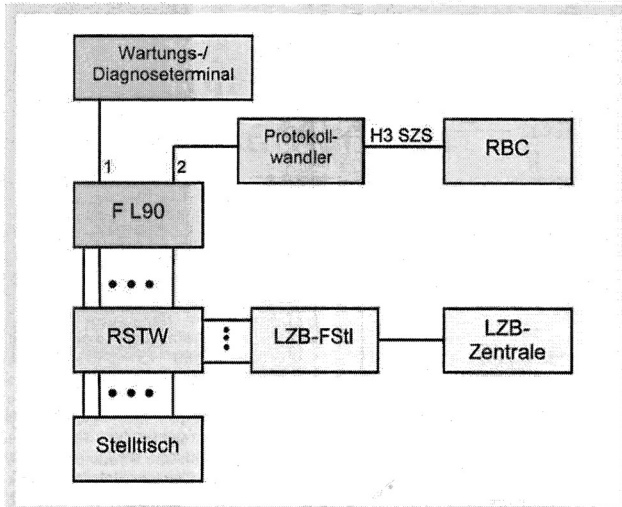 Wartungs-/
Diagnoseterminal
Protokoll-
wandler
H3 SZS
RBC
1
2
F L90
RSTW
LZB-FStl
LZB-
Zentrale
Stelltisch